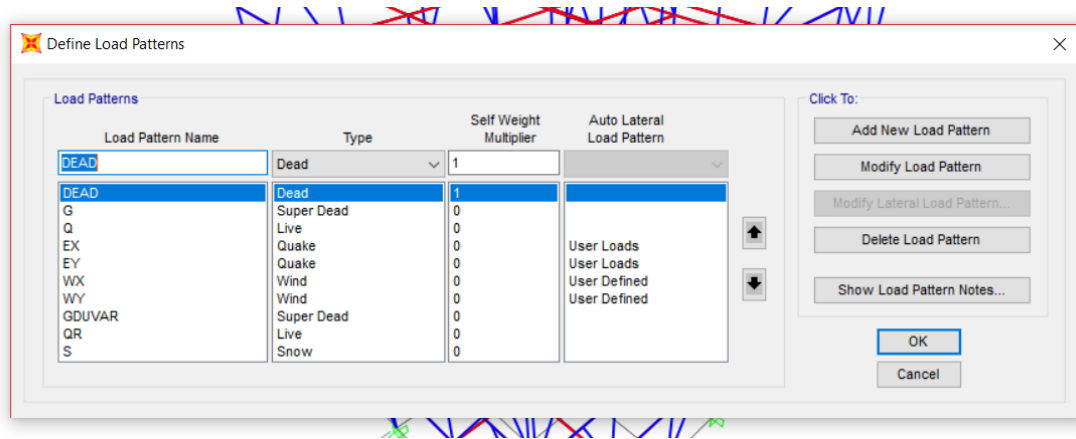 Define Load Patterns
Load Patterns
Click To:
Load Pattern Name Type Self Weight Multiplier Auto Lateral Load Pattern
DEAD Dead 1
DEAD Dead 1
G Super Dead 0
Q Live 0
EX Quake 0 User Loads
EY Quake 0 User Loads
WX Wind 0 User Defined
WY Wind 0 User Defined
GDUVAR Super Dead 0
QR Live 0
S Snow 0
Add New Load Pattern
Modify Load Pattern
Modify Lateral Load Pattern...
Delete Load Pattern
Show Load Pattern Notes...
OK
Cancel